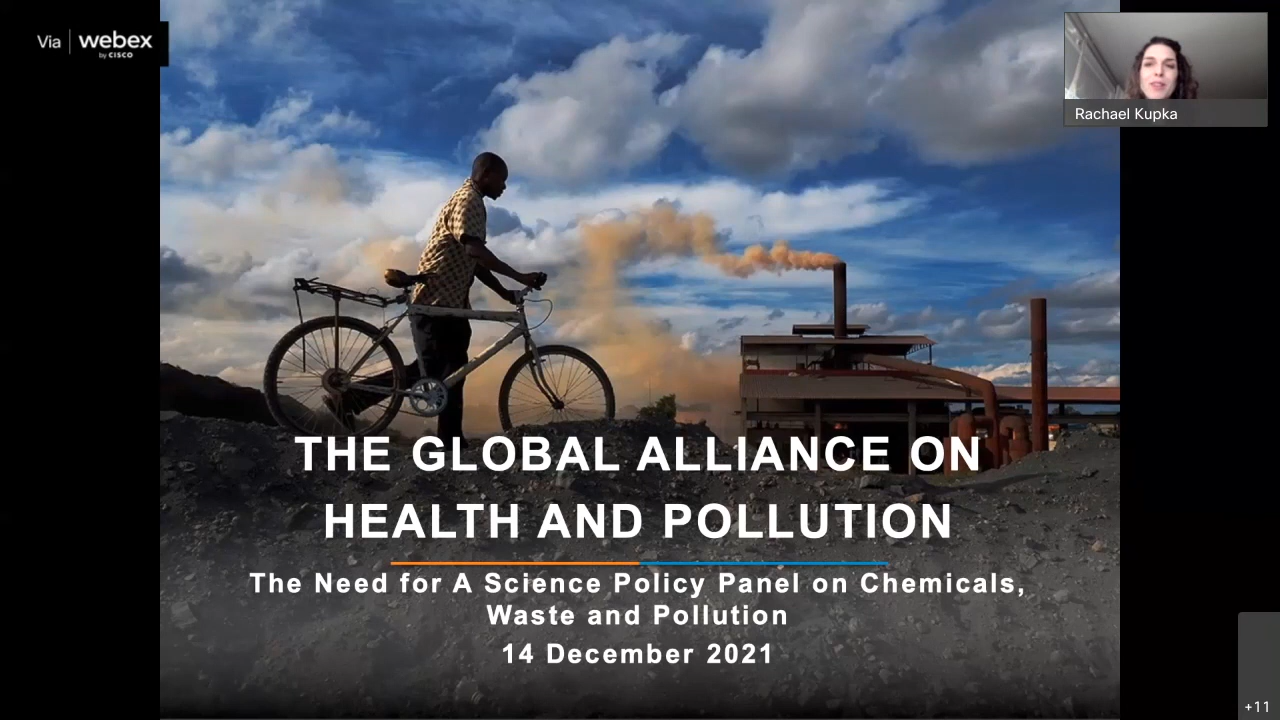 Via | webex
by CISCO
Rachael Kupka
THE GLOBAL ALLIANCE ON
HEALTH AND POLLUTION
The Need for A Science Policy Panel on Chemicals,
Waste and Pollution
14 December 2021
+11